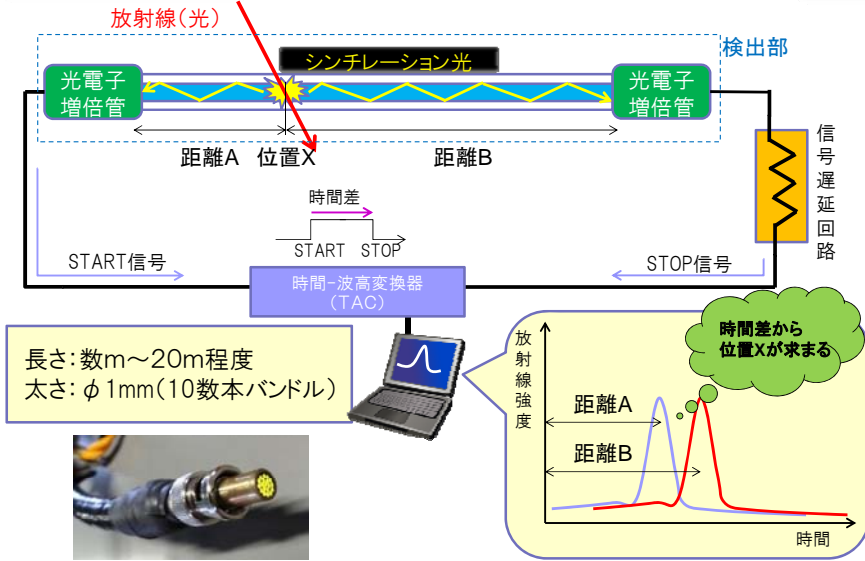 放射線(光)
検出部
シンチレーション光
光電子
増倍管
光電子
増倍管
距離A
位置X
距離B
信号遅延回路
時間差
START
STOP
START信号
STOP信号
時間-波高変換器
(TAC)
長さ:数m~20m程度
太さ:φ1mm(10数本バンドル)
放射線強度
時間差から
位置Xが求まる
距離A
距離B
時間